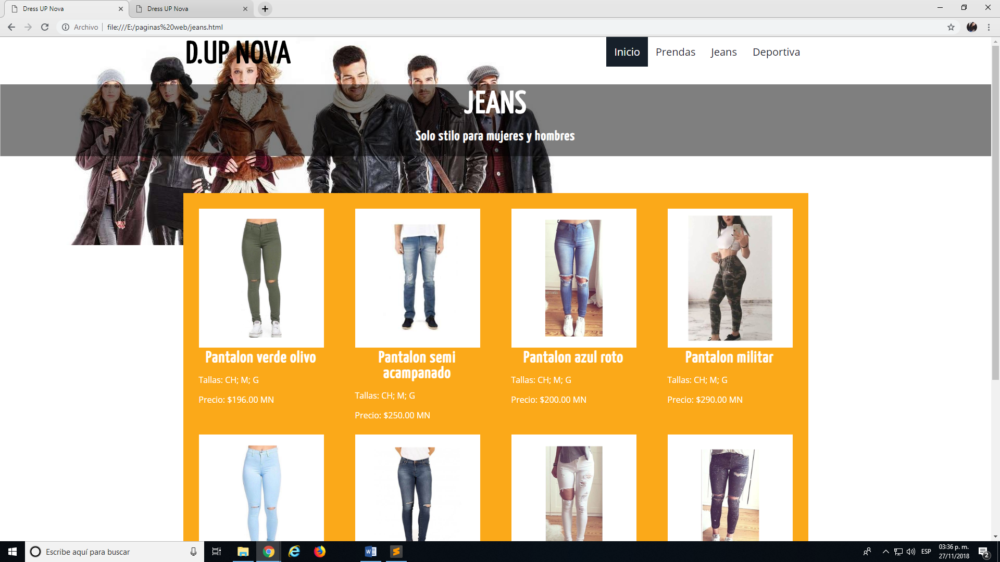 Dress UP Nova
Dress UP Nova
Archivo
file:///E:/paginas%20web/jeans.html
D.UP NOVA
Inicio
Prendas
Jeans
Deportiva
JEANS
Solo stilo para mujeres y hombres
Pantalon verde olivo
Tallas: CH; M; G
Precio: $196.00 MN
Pantalon semi
acampanado
Tallas: CH; M; G
Precio: $250.00 MN
Pantalon azul roto
Tallas: CH; M; G
Precio: $200.00 MN
Pantalon militar
Tallas: CH; M; G
Precio: $290.00 MN
Escribe aquí para buscar
ESP
03:36 p. m.
27/11/2018
2